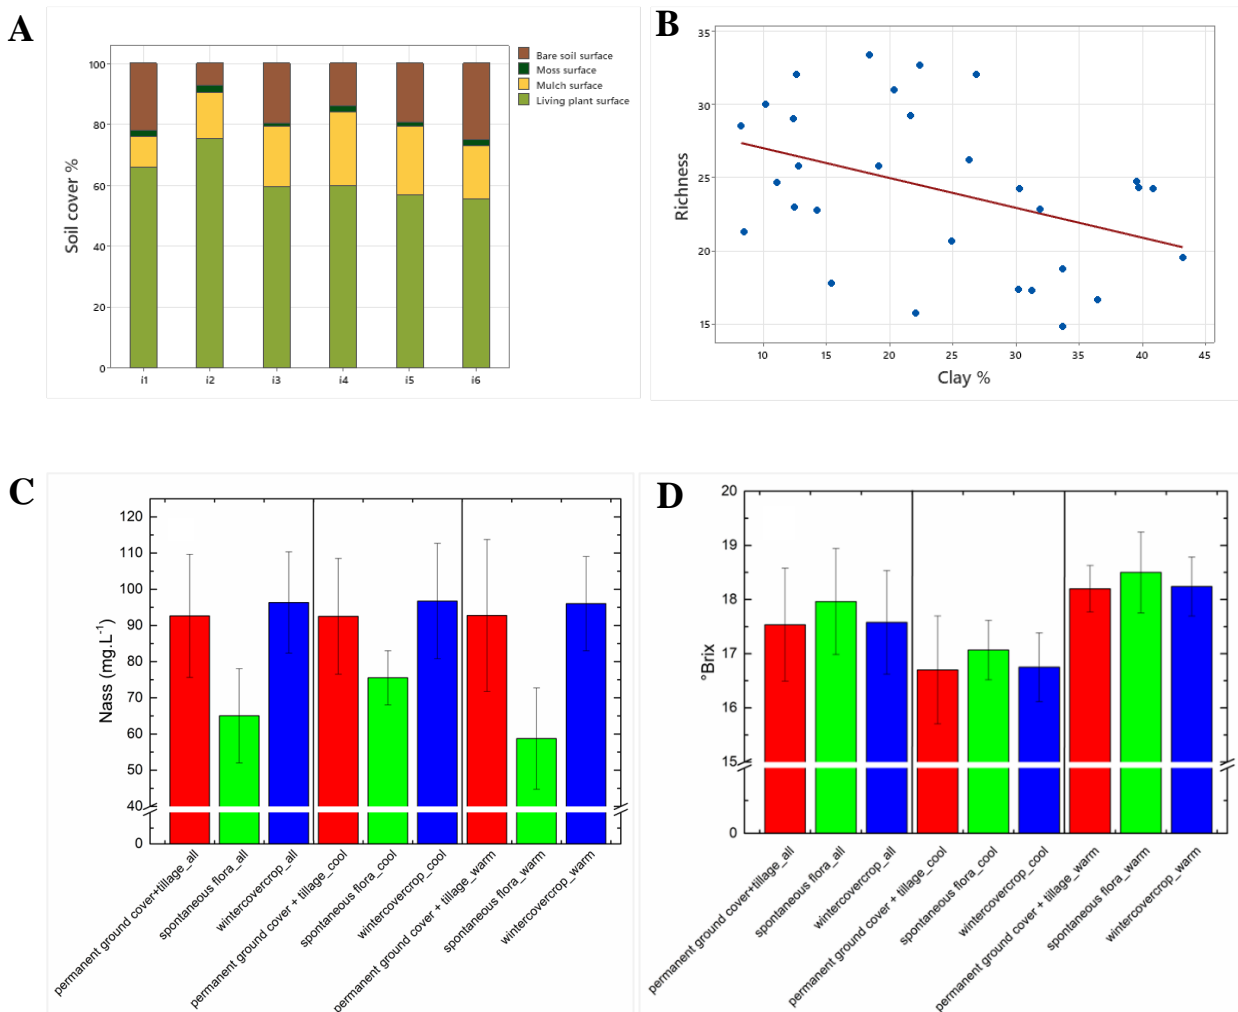 A
100
80
60
40
20
0
Soil cover %
i1 i2 i3 i4 i5 i6
Bare soil surface
Moss surface
Mulch surface
Living plant surface
B
35
30
25
20
15
Richness
10 15 20 25 30 35 40 45
Clay %
C
120
110
100
90
80
70
60
50
40
0
Nass (mg.L⁻¹)
permanent ground cover+tillage_all
spontaneous flora_all
wintercovercrop_all
permanent ground cover + tillage_cool
spontaneous flora_cool
wintercovercrop_cool
permanent ground cover + tillage_warm
spontaneous flora_warm
wintercovercrop_warm
D
20
19
18
17
16
15
0
°Brix
permanent ground cover+tillage_all
spontaneous flora_all
wintercovercrop_all
permanent ground cover + tillage_cool
spontaneous flora_cool
wintercovercrop_cool
permanent ground cover + tillage_warm
spontaneous flora_warm
wintercovercrop_warm